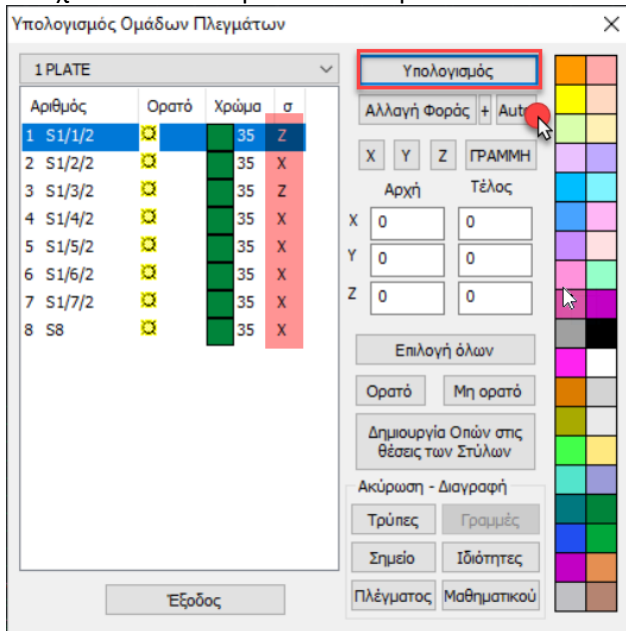 Υπολογισμός Ομάδων Πλεγμάτων
1 PLATE
Υπολογισμός
Αριθμός Ορατό Χρώμα σ
Αλλαγή Φοράς + Auto
1 S1/1/2 35 Z
2 S1/2/2 35 X
3 S1/3/2 35 Z
4 S1/4/2 35 X
5 S1/5/2 35 X
6 S1/6/2 35 X
7 S1/7/2 35 X
8 S8 35 X
X Y Z ΓΡΑΜΜΗ
Αρχή Τέλος
X 0 0
Y 0 0
Z 0 0
Επιλογή όλων
Ορατό Μη ορατό
Δημιουργία Οπών στις
θέσεις των Στύλων
Ακύρωση - Διαγραφή
Τρύπες Γραμμές
Σημείο Ιδιότητες
Πλέγματος Μαθηματικού
Έξοδος